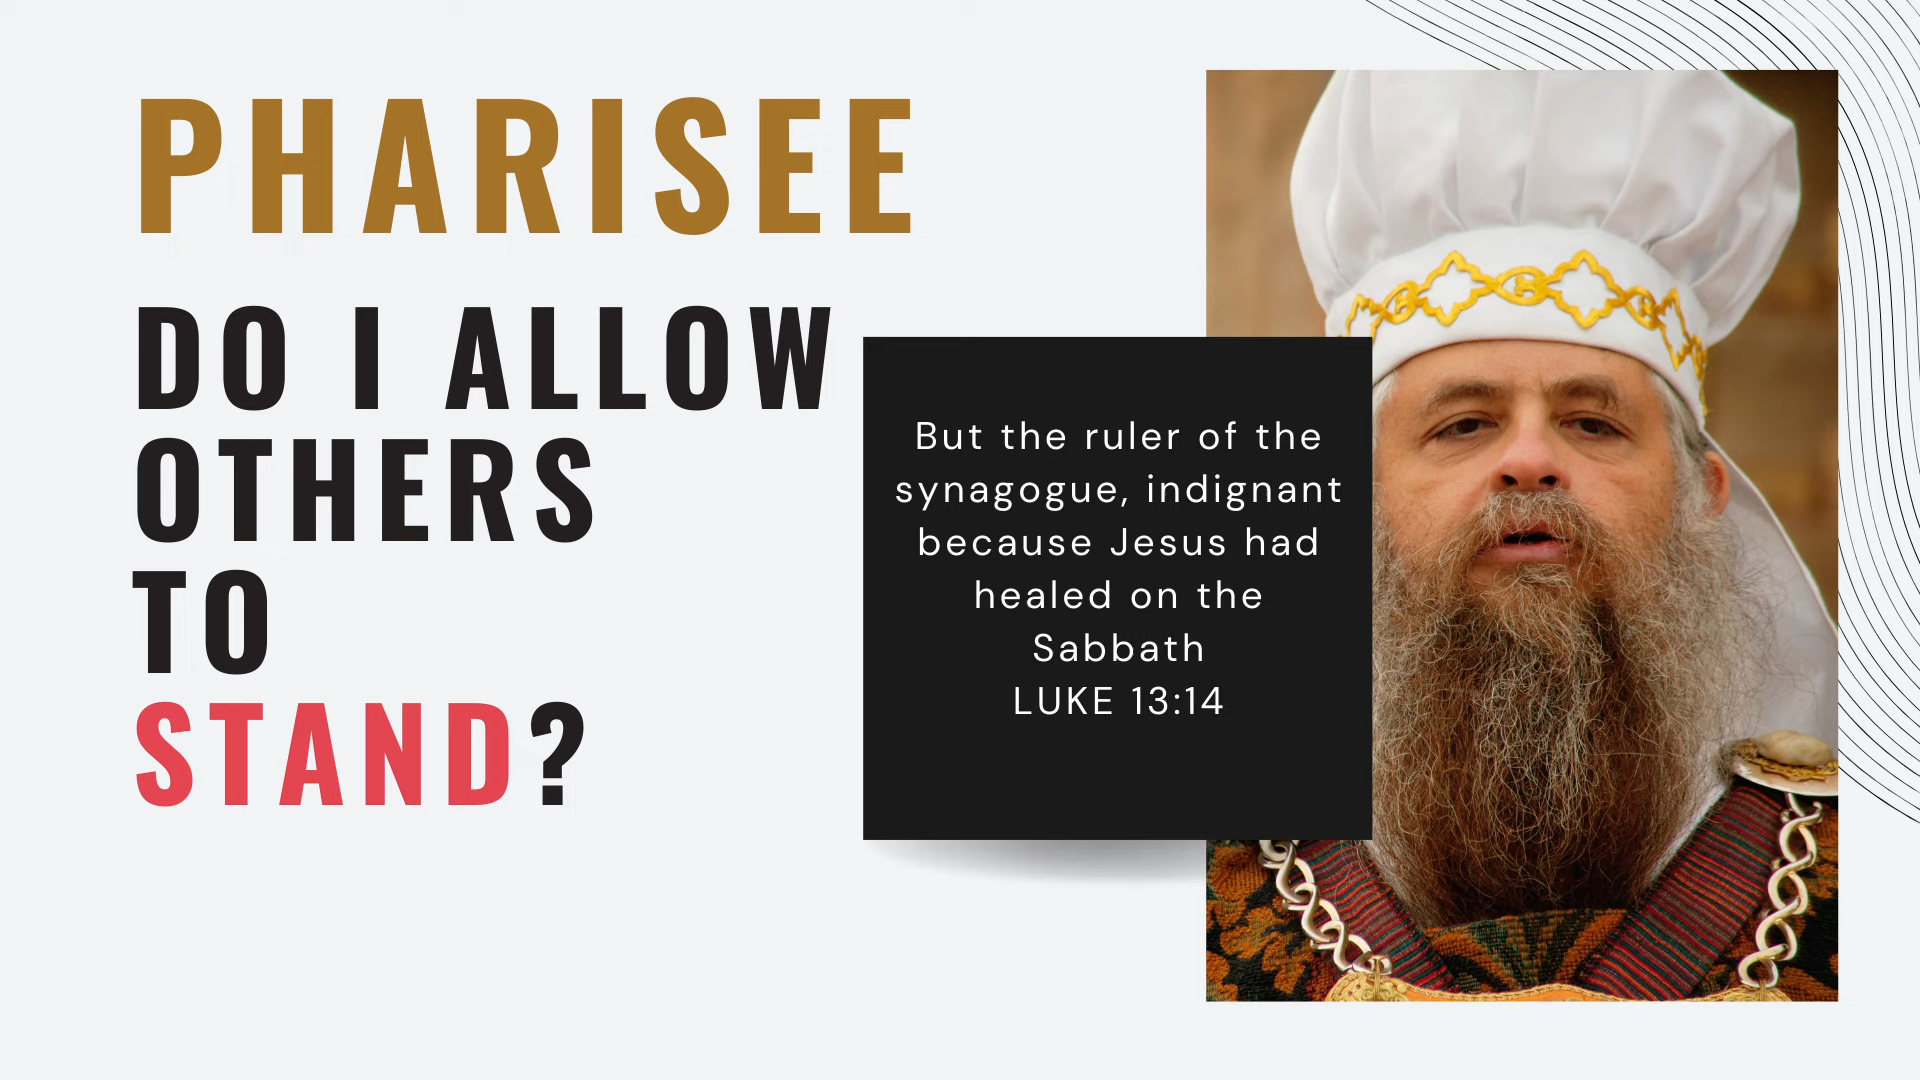 PHARISEE
DO I ALLOW
OTHERS
TO
STAND?
But the ruler of the
synagogue, indignant
because Jesus had
healed on the
Sabbath
LUKE 13:14